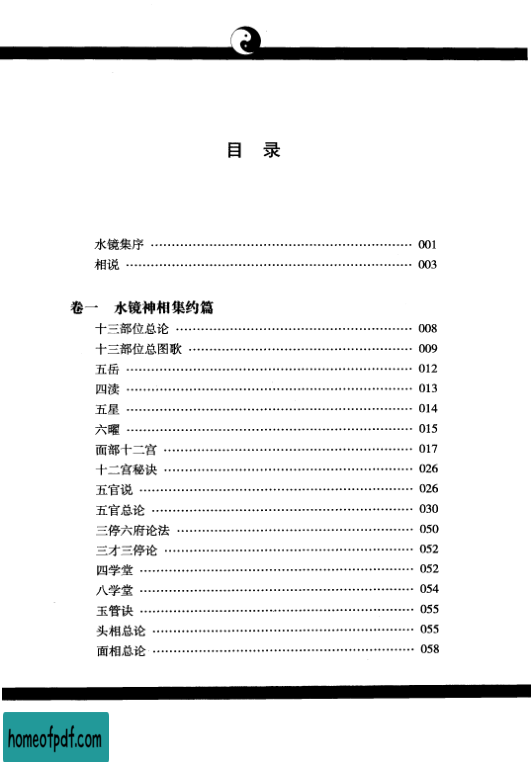 目 录
水镜集序 …… 001
相说 …… 003
卷一 水镜神相集约篇
十三部位总论 …… 008
十三部位总图歌 …… 009
五岳 …… 012
四渎 …… 013
五星 …… 014
六曜 …… 015
面部十二宫 …… 017
十二宫秘诀 …… 026
五官说 …… 026
五官总论 …… 030
三停六府论法 …… 050
三才三停论 …… 052
四学堂 …… 052
八学堂 …… 054
玉管诀 …… 055
头相总论 …… 055
面相总论 …… 058
homeofpdf.com